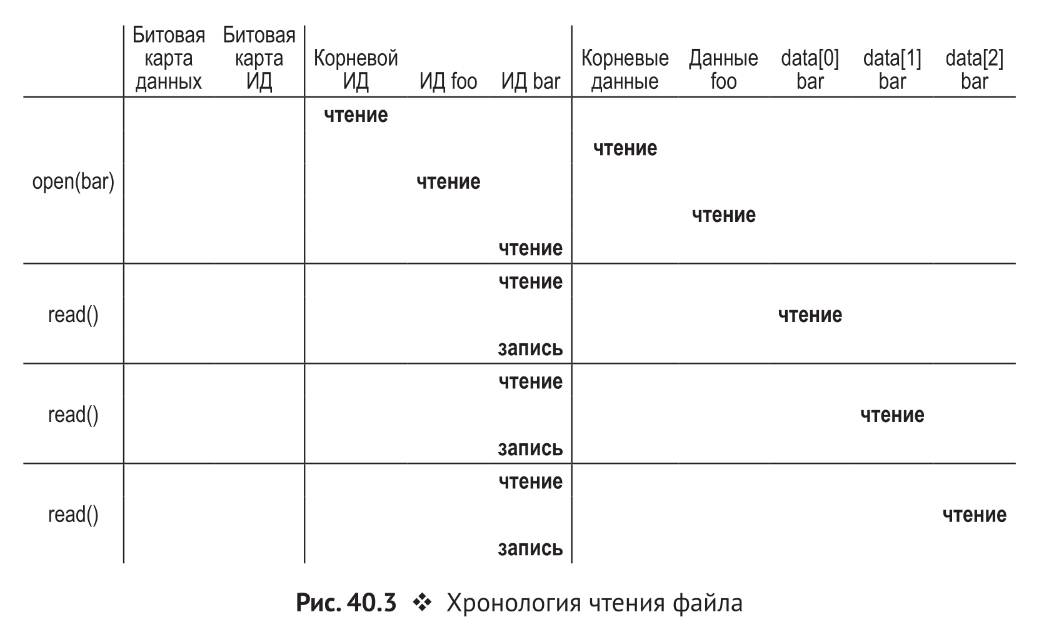 Битовая Битовая
карта карта Корневой Корневые Данные data[0] data[1] data[2]
данных ИД ИД ИД foo ИД bar данные foo bar bar bar
чтение
чтение
open(bar) чтение
чтение
чтение
чтение
read() чтение
запись
чтение
read() чтение
запись
чтение
read() чтение
запись
Рис. 40.3 ❖ Хронология чтения файла